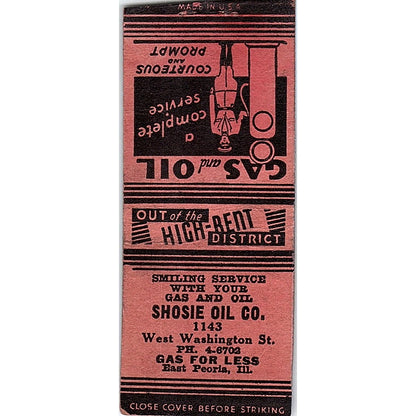 MADE IN U.S.A.
GAS and OIL
a
complete
service
COURTEOUS
AND
PROMPT
OUT of the
HIGH-RENT
DISTRICT
SMILING SERVICE
WITH YOUR
GAS AND OIL
SHOSIE OIL CO.
1143
West Washington St.
PH. 4-6702
GAS FOR LESS
East Peoria, Ill.
CLOSE COVER BEFORE STRIKING